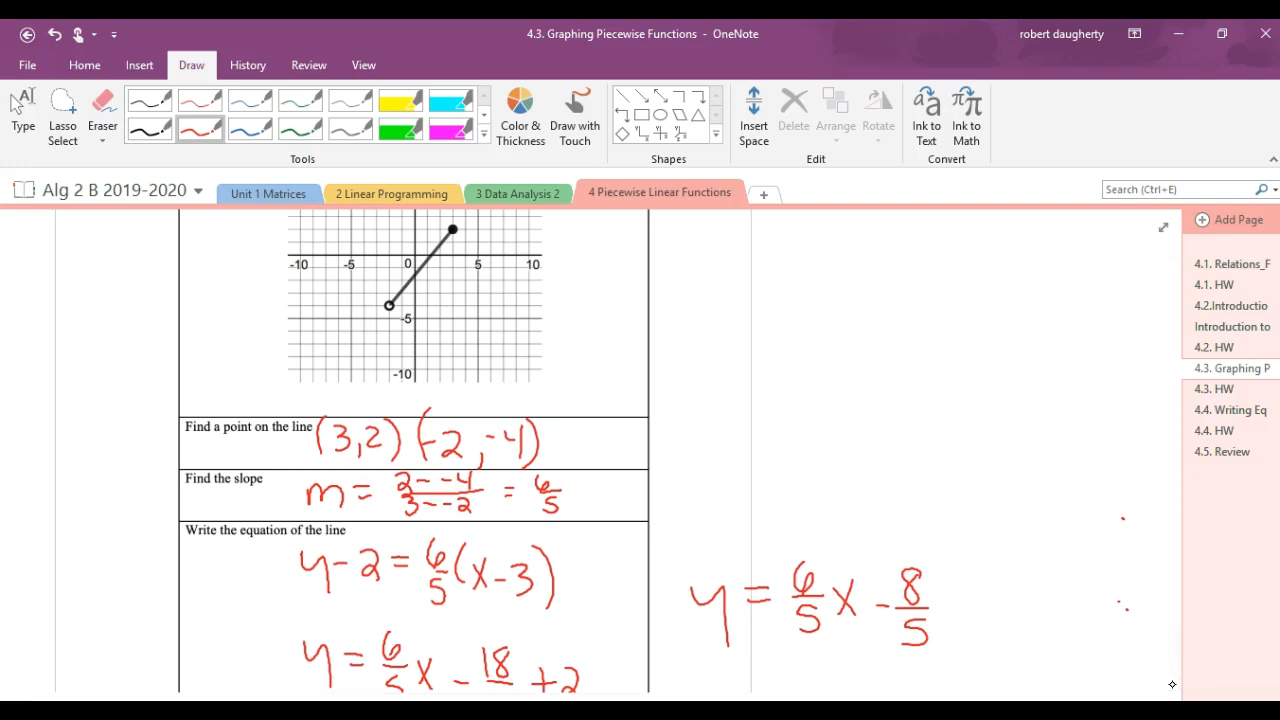 4.3. Graphing Piecewise Functions - OneNote
robert daugherty
File Home Insert Draw History Review View
Type
Lasso Select
Eraser
Color & Thickness
Draw with Touch
Insert Space
Delete
Arrange
Rotate
Ink to Text
Ink to Math
Tools
Shapes
Edit
Convert
Alg 2 B 2019-2020
Unit 1 Matrices
2 Linear Programming
3 Data Analysis 2
4 Piecewise Linear Functions
Search (Ctrl+E)
Add Page
4.1. Relations_F
4.1. HW
4.2.Introductio
Introduction to
4.2. HW
4.3. Graphing P
4.3. HW
4.4. Writing Eq
4.4. HW
4.5. Review
-10 -5 0 5 10
-5
-10
Find a point on the line (3,2) (-2,-4)
Find the slope m = 2--4/3--2 = 6/5
Write the equation of the line
y-2 = 6/5(x-3)
y = 6/5x - 8/5
y = 6/5x - 18/ +2